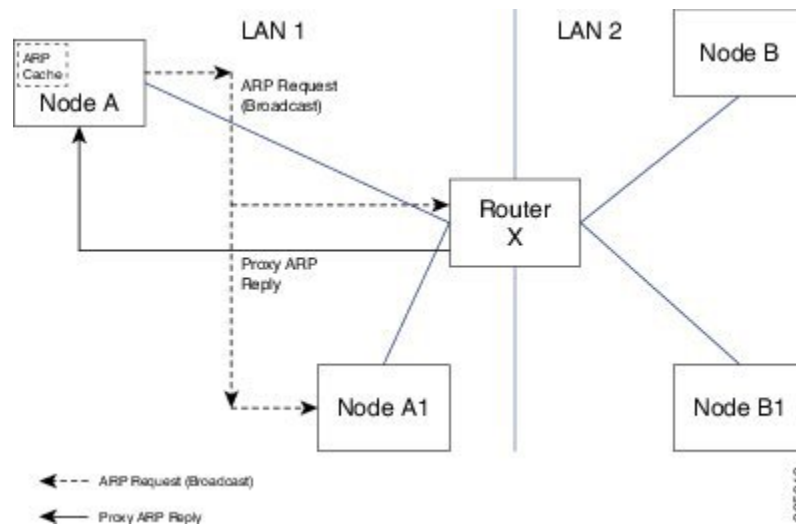 LAN 1
LAN 2
ARP
Cache
Node A
ARP Request
(Broadcast)
Node B
Router
X
Proxy ARP
Reply
Node A1
Node B1
ARP Request (Broadcast)
Proxy ARP Reply